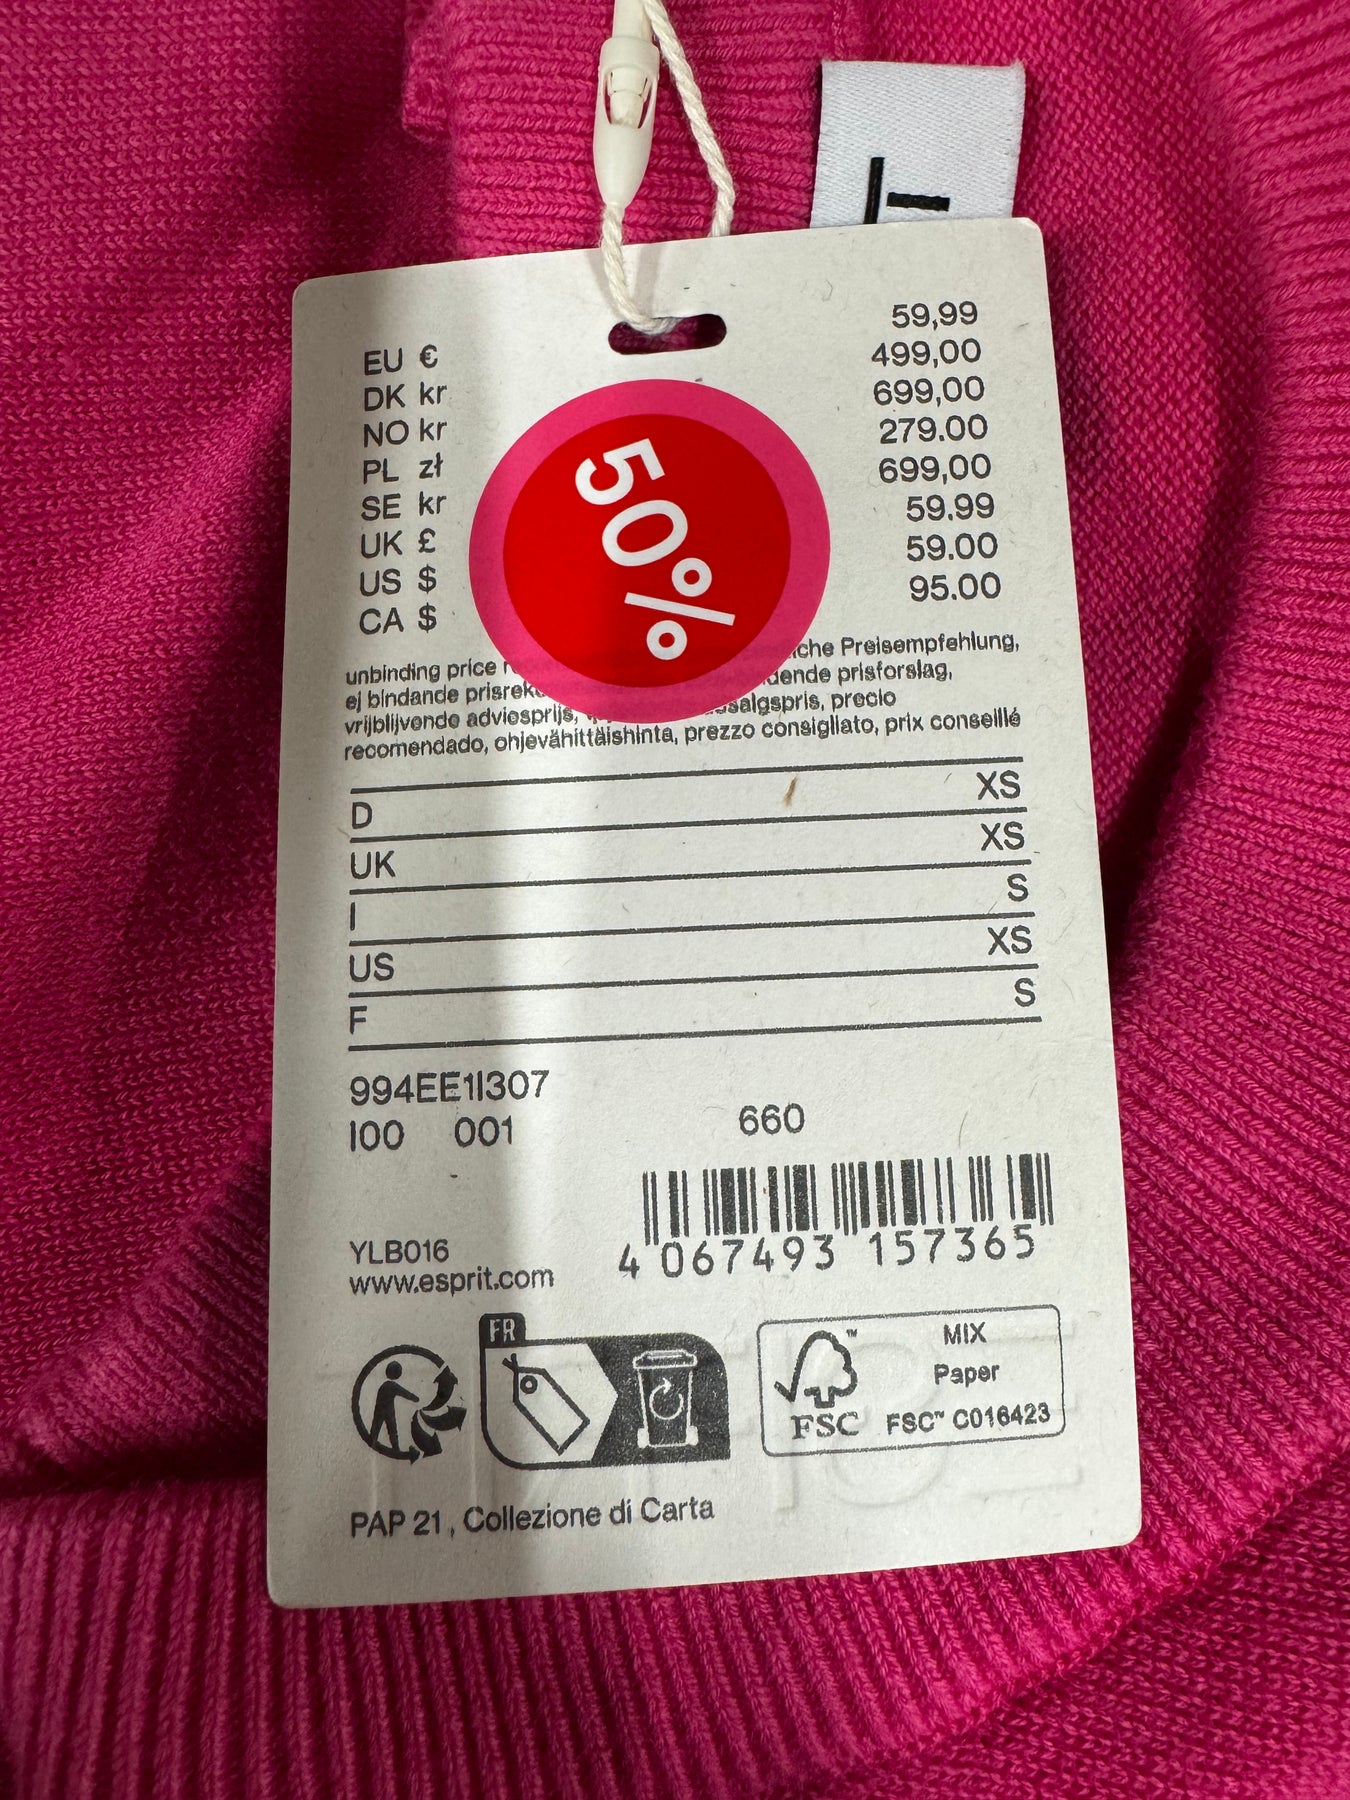 EU € 59,99
DK kr 499,00
NO kr 699,00
PL zł 279.00
SE kr 699,00
UK £ 59.99
US $ 59.00
CA $ 95.00
50%
unbinding price Preisempfehlung,
ej bindande prisforslag,
vrijblijvende adviesprijs, precio
recomendado, ohjevähittäishinta, prezzo consigliato, prix conseillé
D XS
UK XS
I S
US XS
F S
994EE1I307
I00 001 660
4 067493 157365
YLB016
www.esprit.com
FR
MIX
Paper
FSC FSC™ C016423
PAP 21, Collezione di Carta